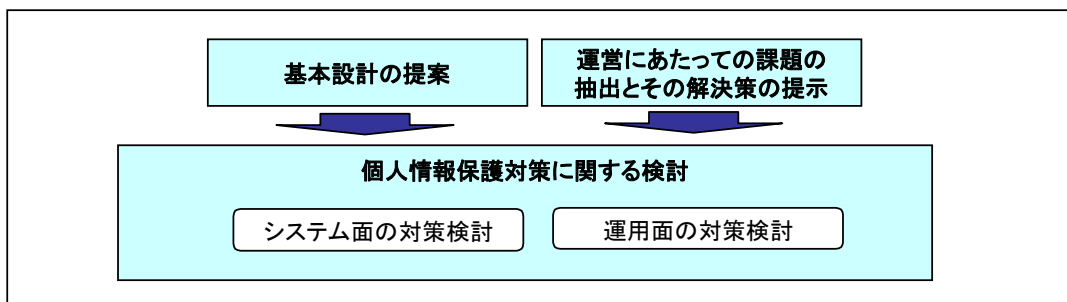 基本設計の提案
運営にあたっての課題の
抽出とその解決策の提示
個人情報保護対策に関する検討
システム面の対策検討
運用面の対策検討